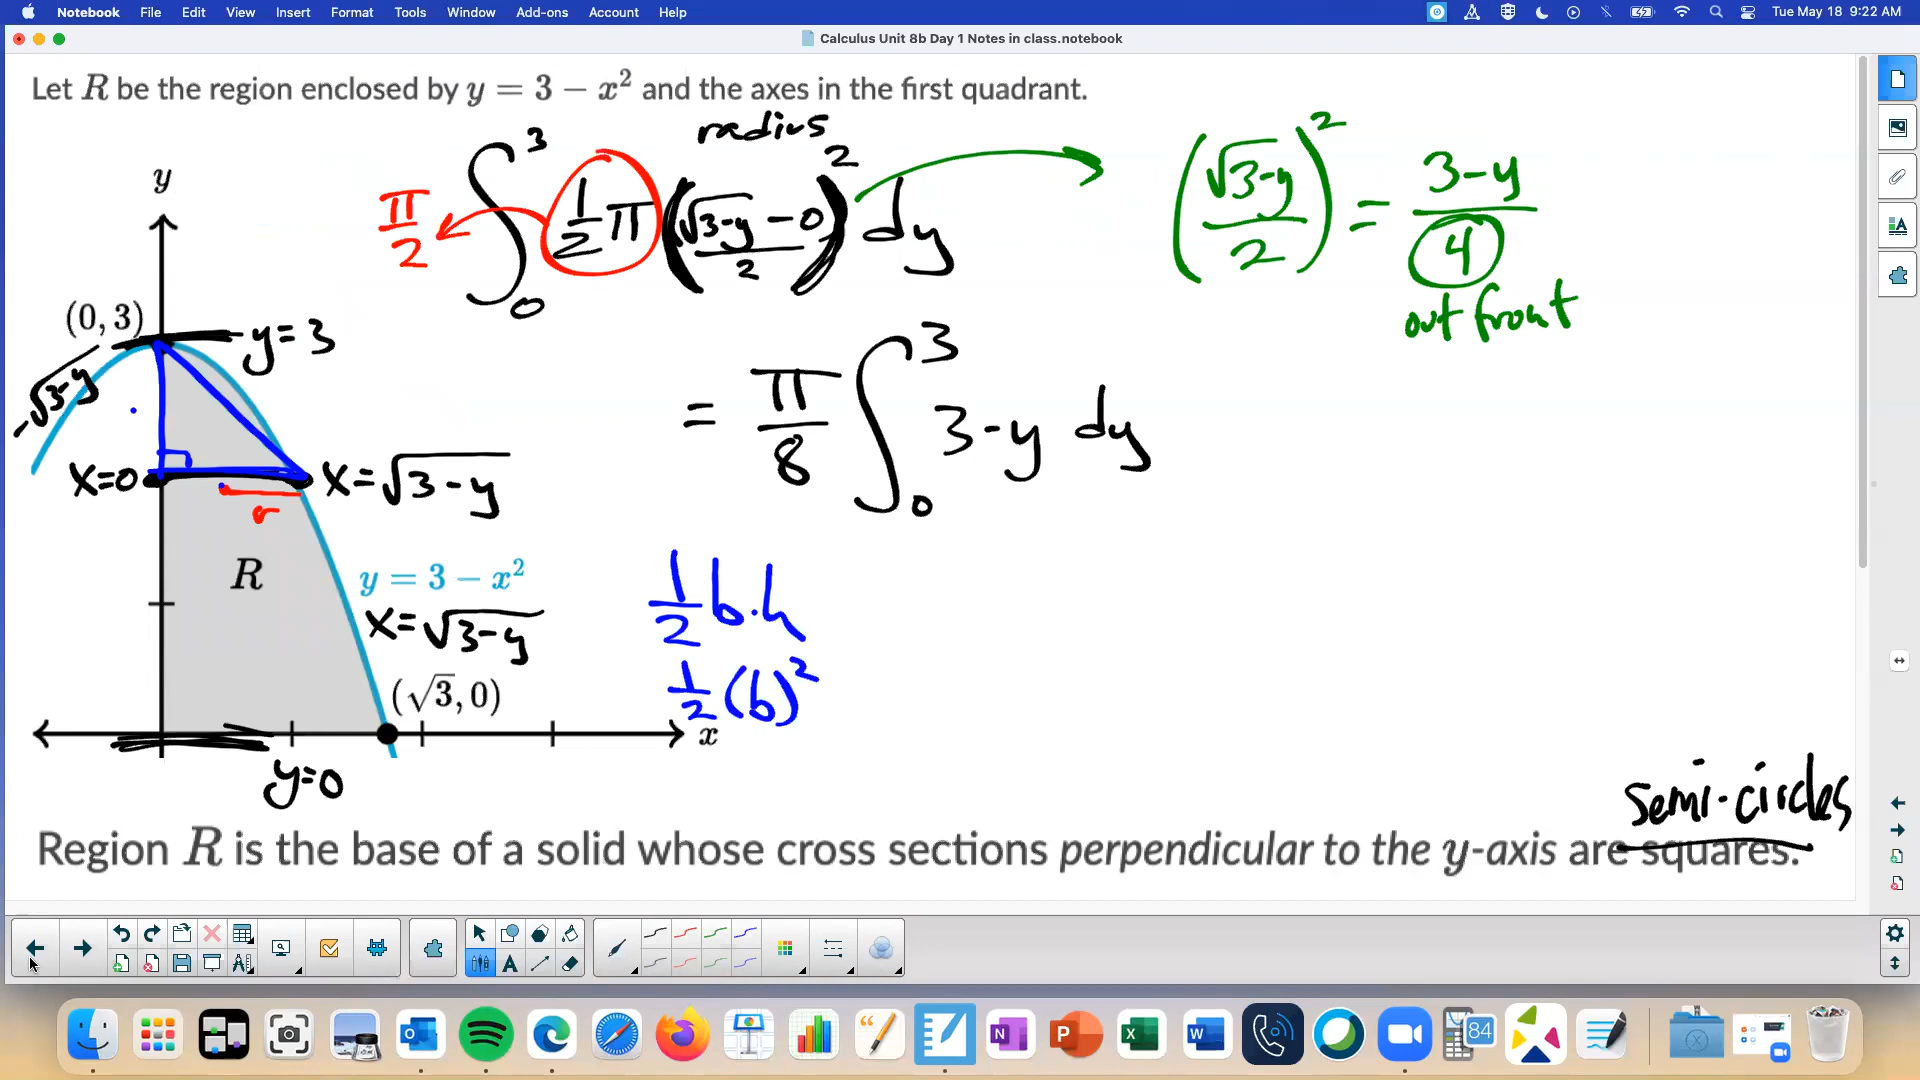 Notebook File Edit View Insert Format Tools Window Add-ons Account Help Tue May 18 9:22 AM
Calculus Unit 8b Day 1 Notes in class.notebook
Let R be the region enclosed by y = 3 − x² and the axes in the first quadrant.
radius
π/2 ∫₀³ ½π ((√(3-y) - 0)/2)² dy
(√(3-y)/2)² = (3-y)/4
out front
y
(0, 3)
y=3
-√(3-y)
= π/8 ∫₀³ 3-y dy
x=0 x=√(3-y)
r
R
y = 3 − x²
x=√(3-y)
½ b·h
½ (b)²
(√3, 0)
x
y=0
semi-circles
Region R is the base of a solid whose cross sections perpendicular to the y-axis are squares.
A
N P X W 84